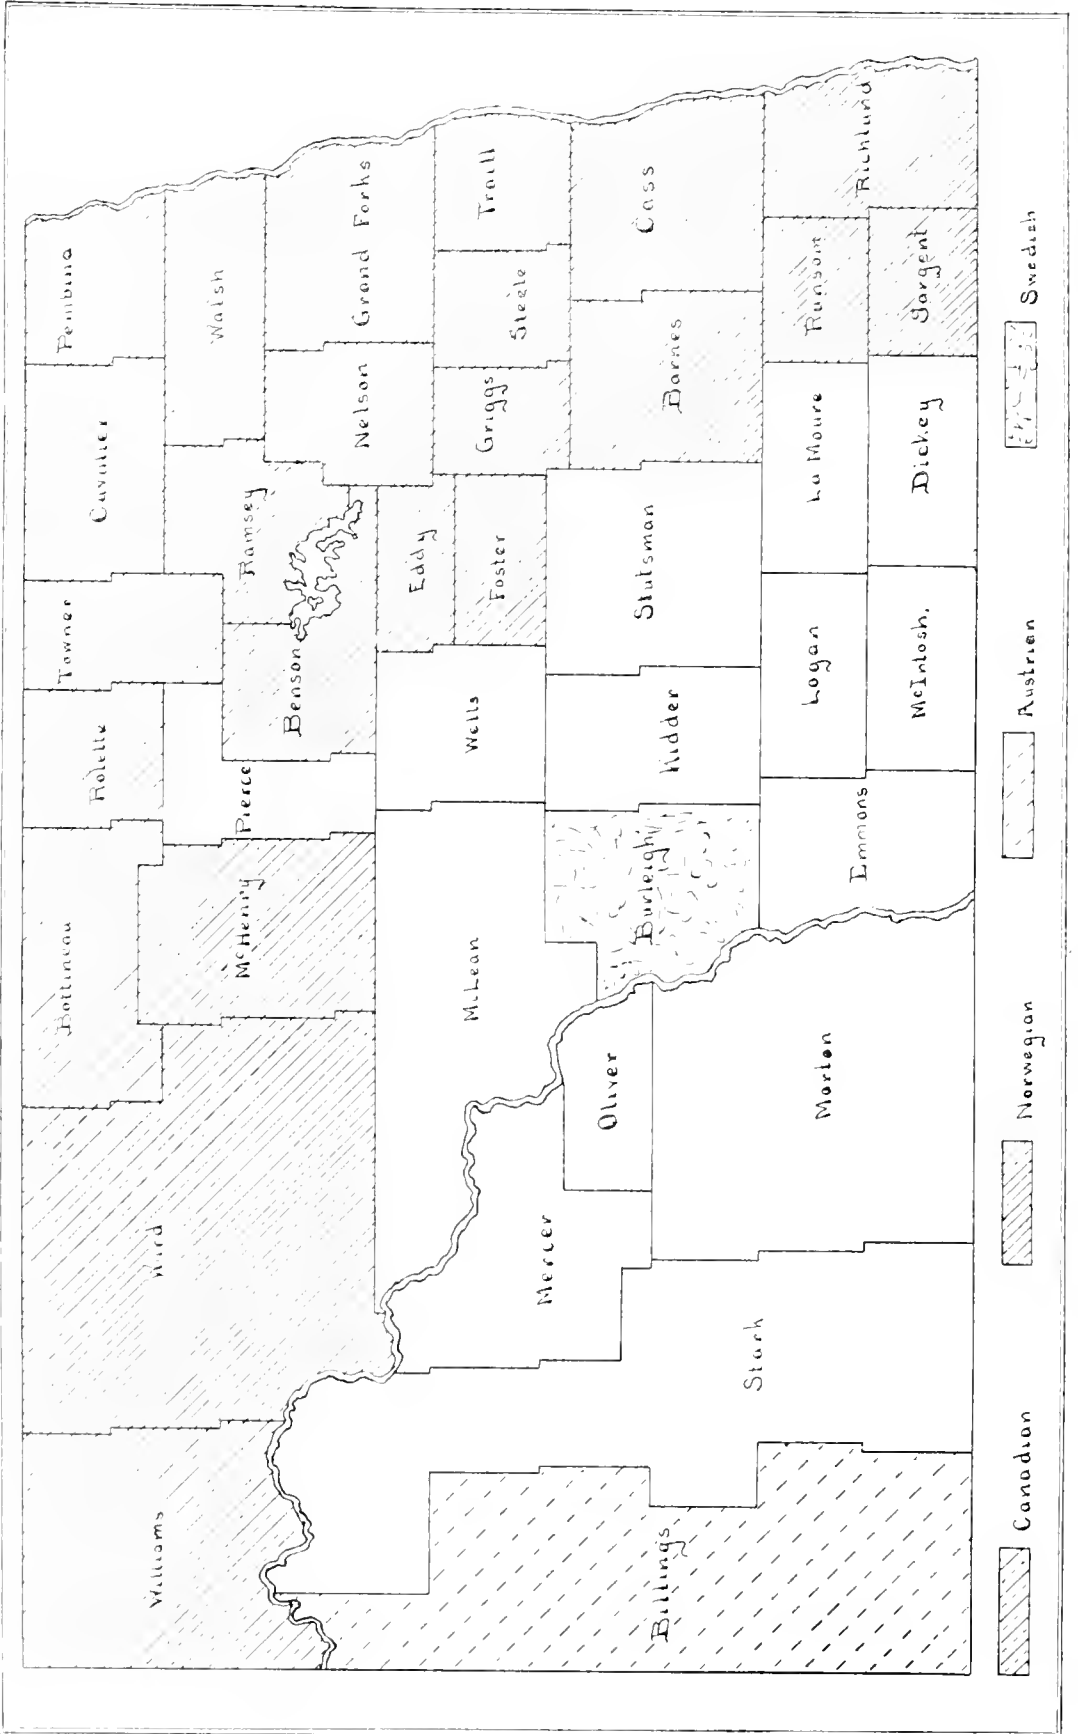 Williams
Ward
Bottineau
McHenry
Rolette
Pierce
Towner
Benson
Cavalier
Ramsey
Pembina
Walsh
Nelson
Grand Forks
Billings
Stark
Mercer
Oliver
Morton
McLean
Burleigh
Emmons
Wells
Kidder
Logan
McIntosh.
Eddy
Foster
Stutsman
La Moure
Dickey
Griggs
Steele
Traill
Barnes
Cass
Ransom
Sargent
Richland
Canadian
Norwegian
Austrian
Swedish